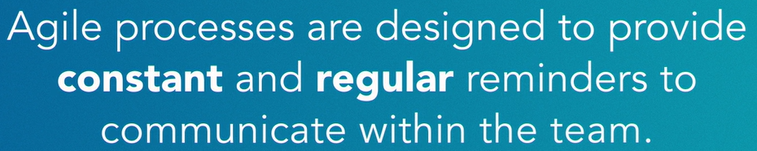 Agile processes are designed to provide
constant and regular reminders to
communicate within the team.